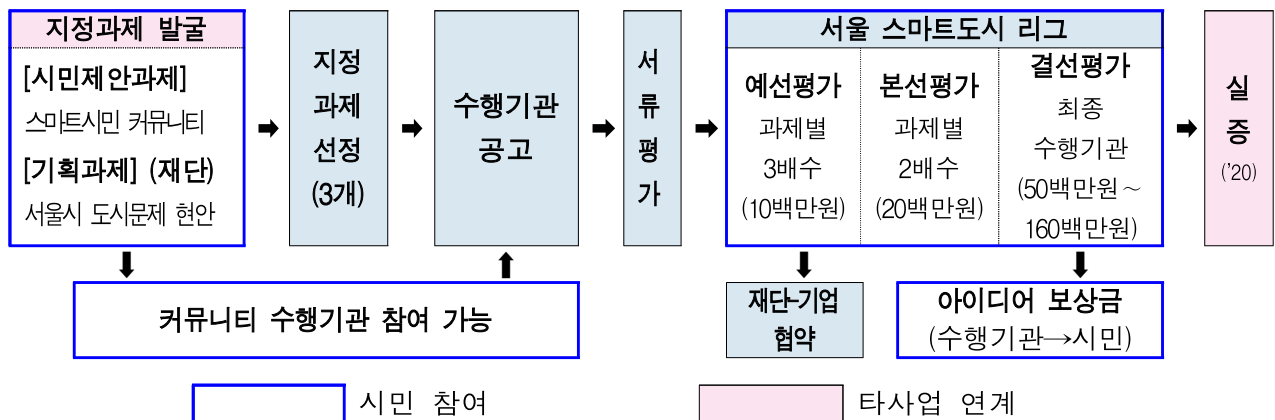 지정과제 발굴
[시민제안과제]
스마트시민 커뮤니티
[기획과제] (재단)
서울시 도시문제 현안
지정
과제
선정
(3개)
수행기관
공고
서
류
평
가
서울 스마트도시 리그
예선평가
과제별
3배수
(10백만원)
본선평가
과제별
2배수
(20백만원)
결선평가
최종
수행기관
(50백만원~
160백만원)
실
증
('20)
커뮤니티 수행기관 참여 가능
재단-기업
협약
아이디어 보상금
(수행기관→시민)
시민 참여
타사업 연계